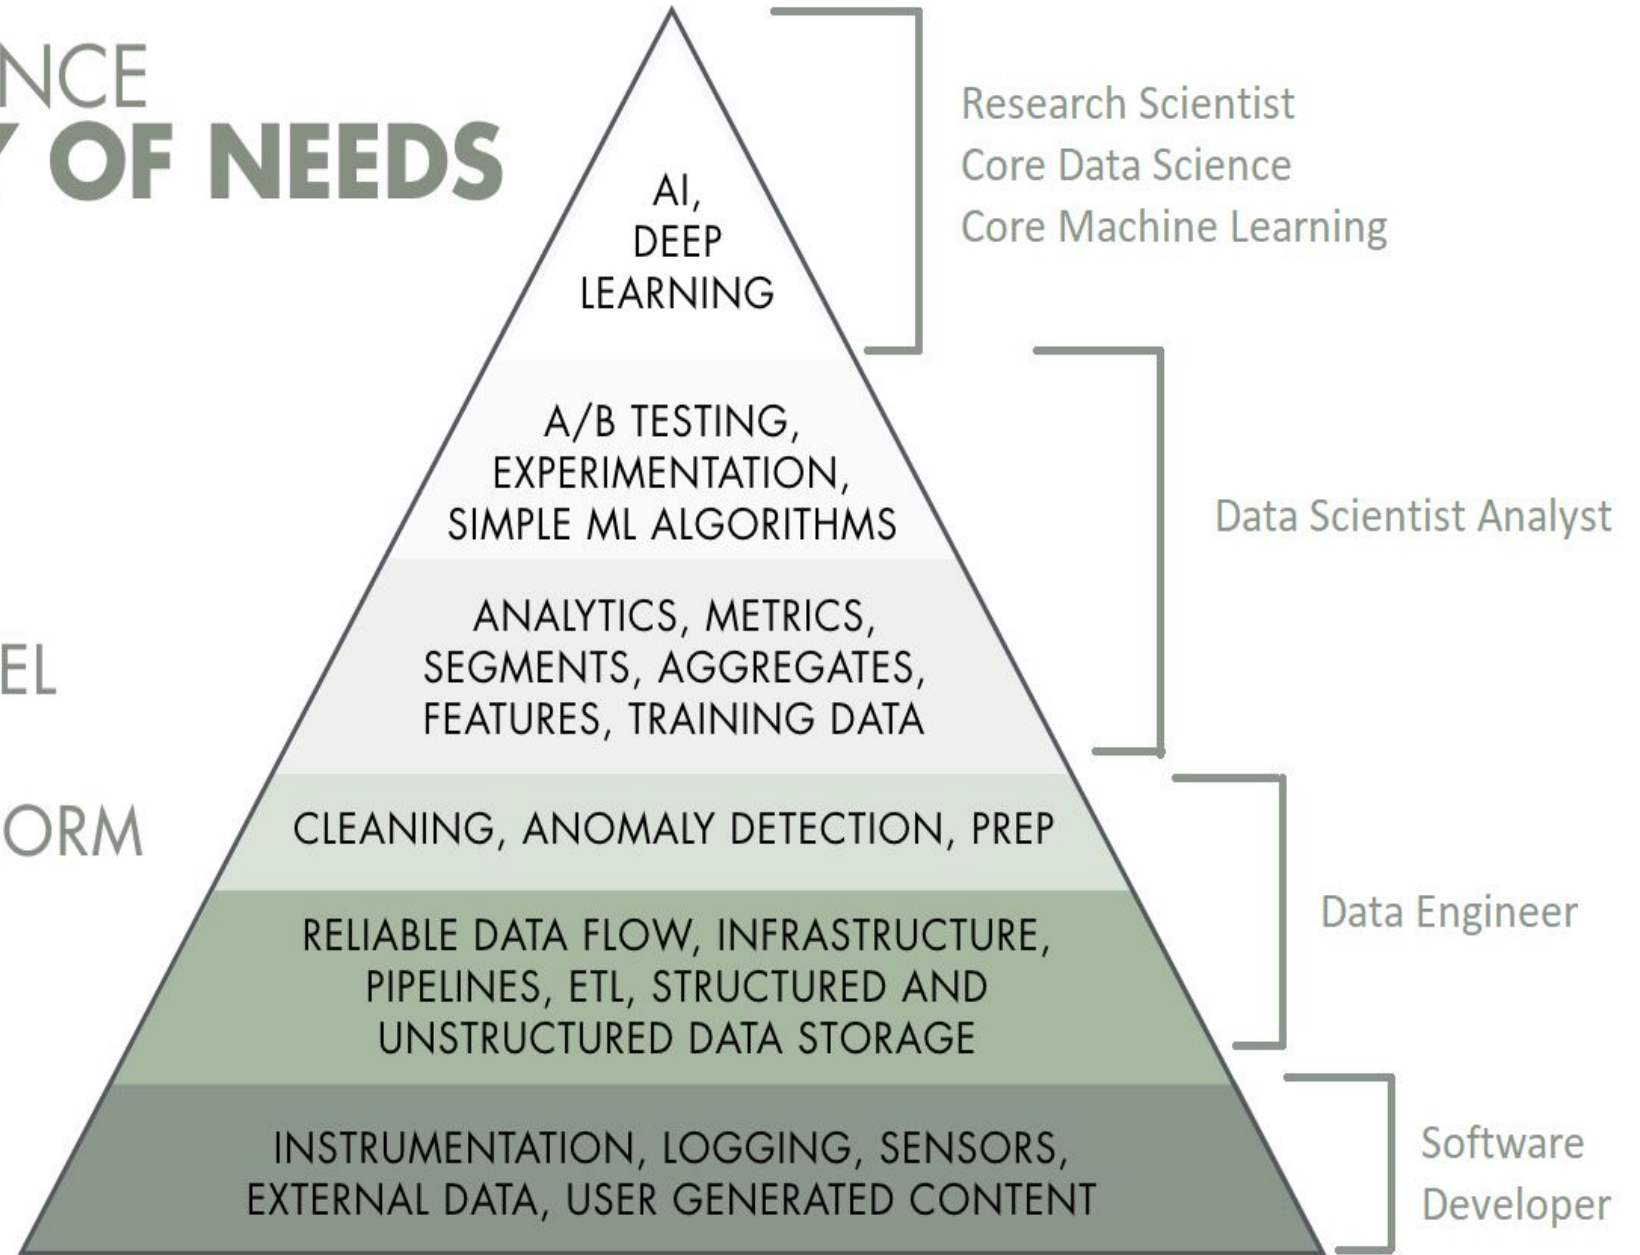 NCE
Y OF NEEDS
AI,
DEEP
LEARNING
Research Scientist
Core Data Science
Core Machine Learning
A/B TESTING,
EXPERIMENTATION,
SIMPLE ML ALGORITHMS
Data Scientist Analyst
ANALYTICS, METRICS,
SEGMENTS, AGGREGATES,
FEATURES, TRAINING DATA
EL
CLEANING, ANOMALY DETECTION, PREP
ORM
RELIABLE DATA FLOW, INFRASTRUCTURE,
PIPELINES, ETL, STRUCTURED AND
UNSTRUCTURED DATA STORAGE
Data Engineer
INSTRUMENTATION, LOGGING, SENSORS,
EXTERNAL DATA, USER GENERATED CONTENT
Software
Developer